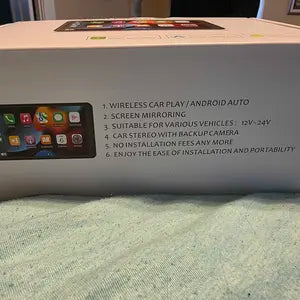 1. WIRELESS CAR PLAY / ANDROID AUTO
2. SCREEN MIRRORING
3. SUITABLE FOR VARIOUS VEHICLES : 12V-24V
4. CAR STEREO WITH BACKUP CAMERA
5. NO INSTALLATION FEES ANY MORE
6. ENJOY THE EASE OF INSTALLATION AND PORTABILITY